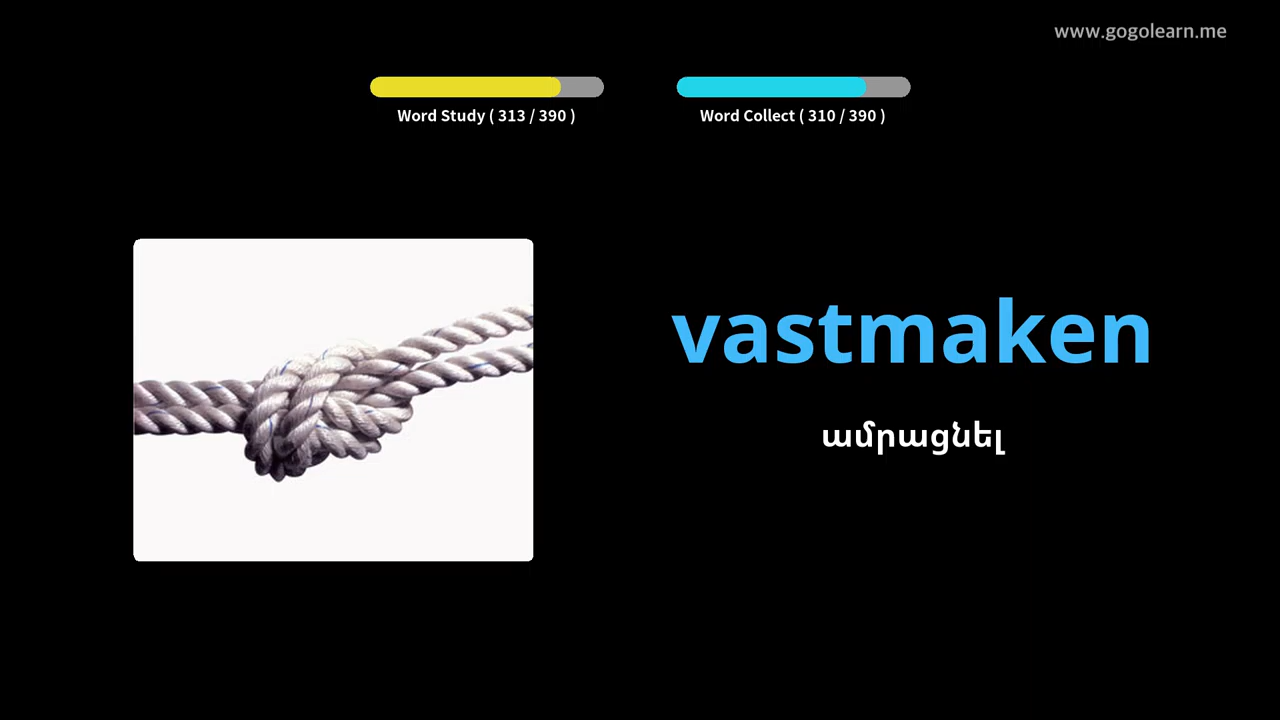 www.gogolearn.me
Word Study ( 313 / 390 )
Word Collect ( 310 / 390 )
vastmaken
ամրացնել